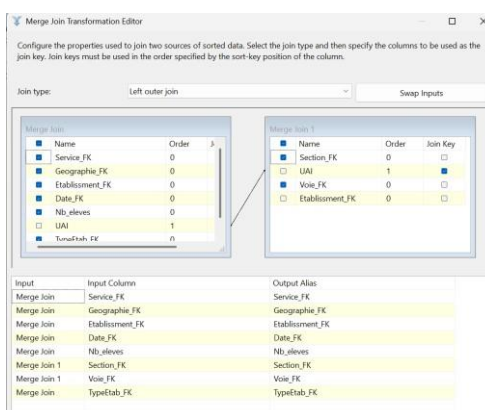 Merge Join Transformation Editor
Configure the properties used to join two sources of sorted data. Select the join type and then specify the columns to be used as the
join key. Join keys must be used in the order specified by the sort-key position of the column.
Join type: Left outer join Swap Inputs
Merge Join
Name Order J
Service_FK 0
Geographie_FK 0
Etablissment_FK 0
Date_FK 0
Nb_eleves 0
UAI 1
TypeEtab_FK 0
Merge Join 1
Name Order Join Key
Section_FK 0
UAI 1
Voie_FK 0
Etablissment_FK 0
Input Input Column Output Alias
Merge Join Service_FK Service_FK
Merge Join Geographie_FK Geographie_FK
Merge Join Etablissment_FK Etablissment_FK
Merge Join Date_FK Date_FK
Merge Join Nb_eleves Nb_eleves
Merge Join 1 Section_FK Section_FK
Merge Join 1 Voie_FK Voie_FK
Merge Join TypeEtab_FK TypeEtab_FK